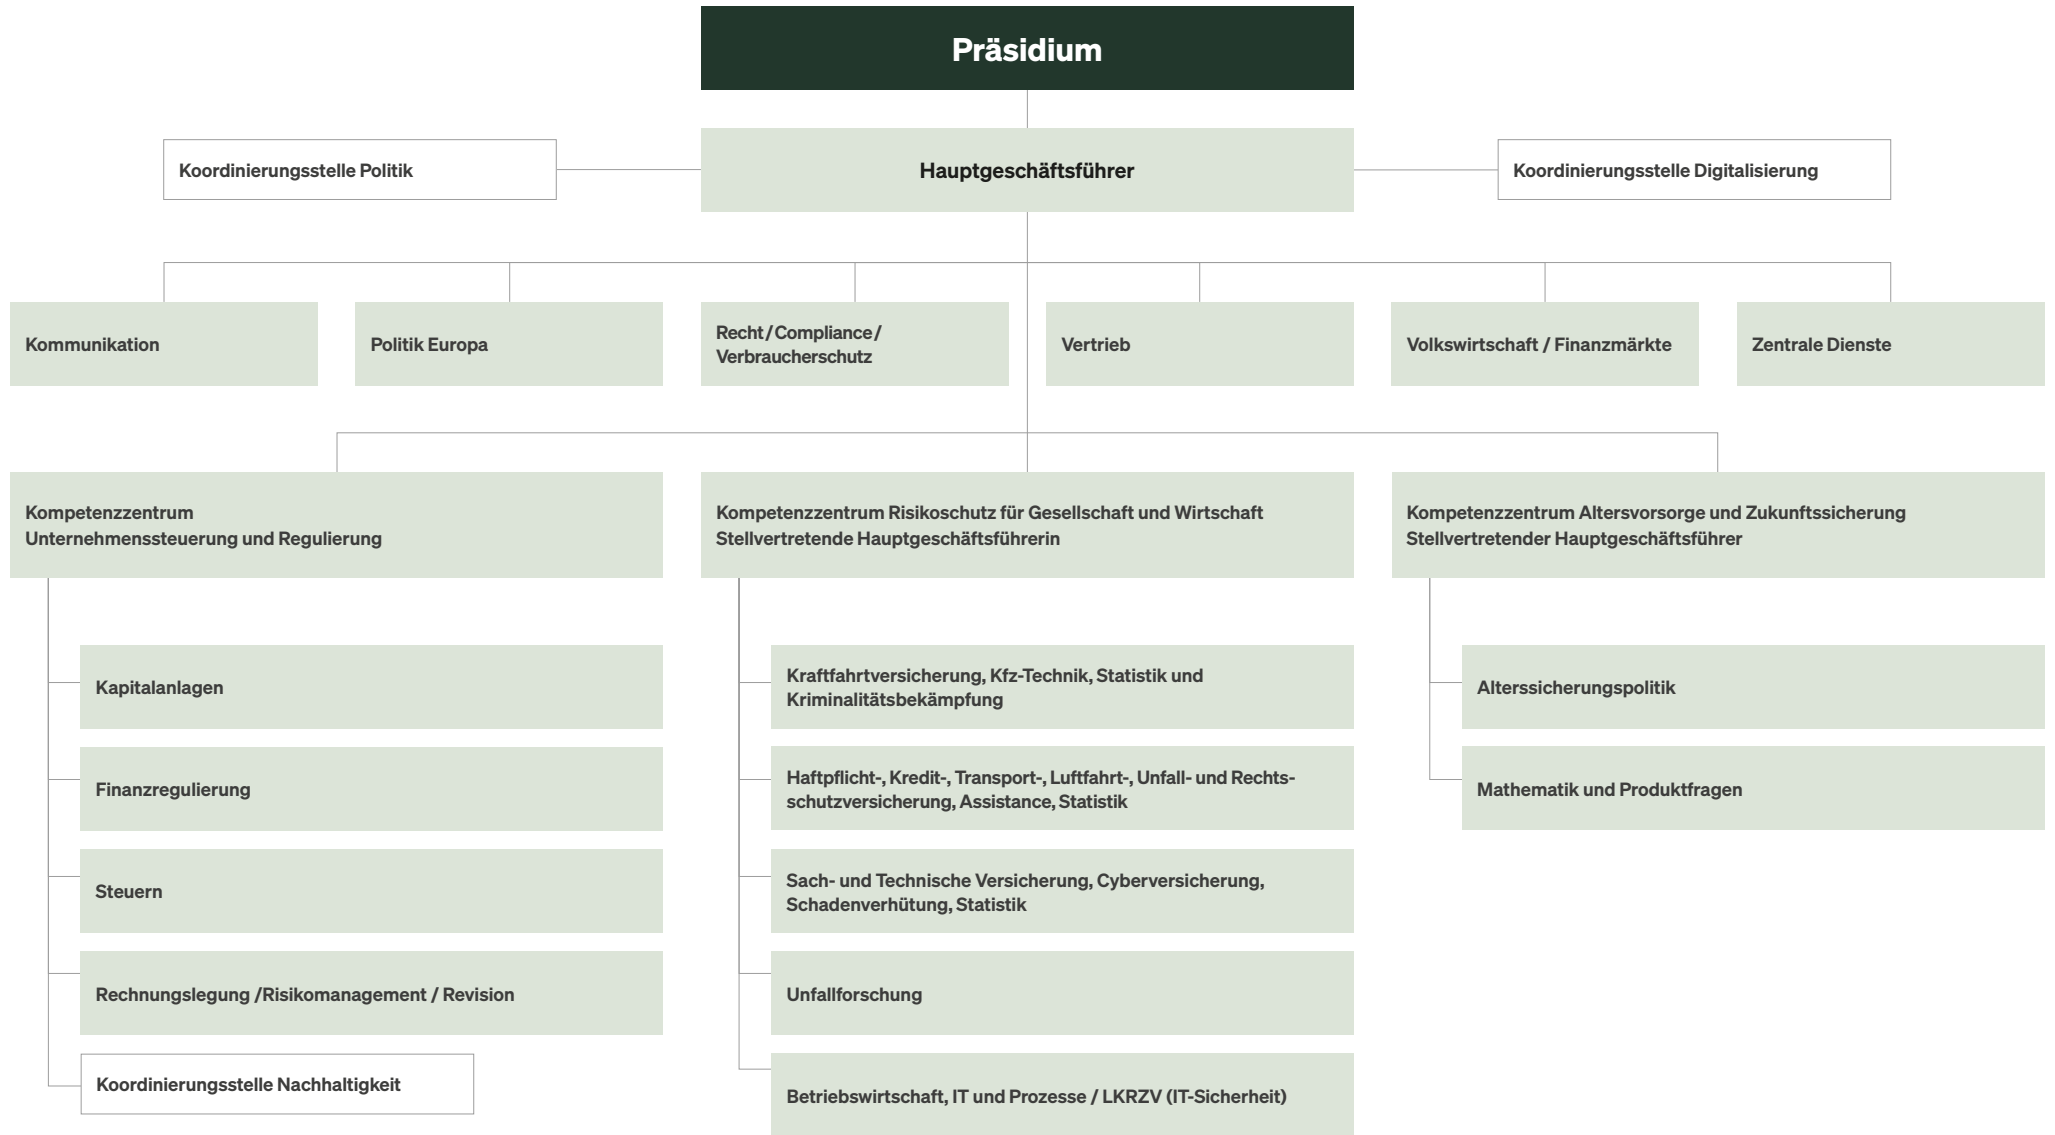 Präsidium
Koordinierungsstelle Politik
Hauptgeschäftsführer
Koordinierungsstelle Digitalisierung
Kommunikation
Politik Europa
Recht/Compliance/
Verbraucherschutz
Vertrieb
Volkswirtschaft / Finanzmärkte
Zentrale Dienste
Kompetenzzentrum
Unternehmenssteuerung und Regulierung
Kompetenzzentrum Risikoschutz für Gesellschaft und Wirtschaft
Stellvertretende Hauptgeschäftsführerin
Kompetenzzentrum Altersvorsorge und Zukunftssicherung
Stellvertretender Hauptgeschäftsführer
Kapitalanlagen
Finanzregulierung
Steuern
Rechnungslegung /Risikomanagement / Revision
Koordinierungsstelle Nachhaltigkeit
Kraftfahrtversicherung, Kfz-Technik, Statistik und
Kriminalitätsbekämpfung
Haftpflicht-, Kredit-, Transport-, Luftfahrt-, Unfall- und Rechts-
schutzversicherung, Assistance, Statistik
Sach- und Technische Versicherung, Cyberversicherung,
Schadenverhütung, Statistik
Unfallforschung
Betriebswirtschaft, IT und Prozesse / LKRZV (IT-Sicherheit)
Alterssicherungspolitik
Mathematik und Produktfragen